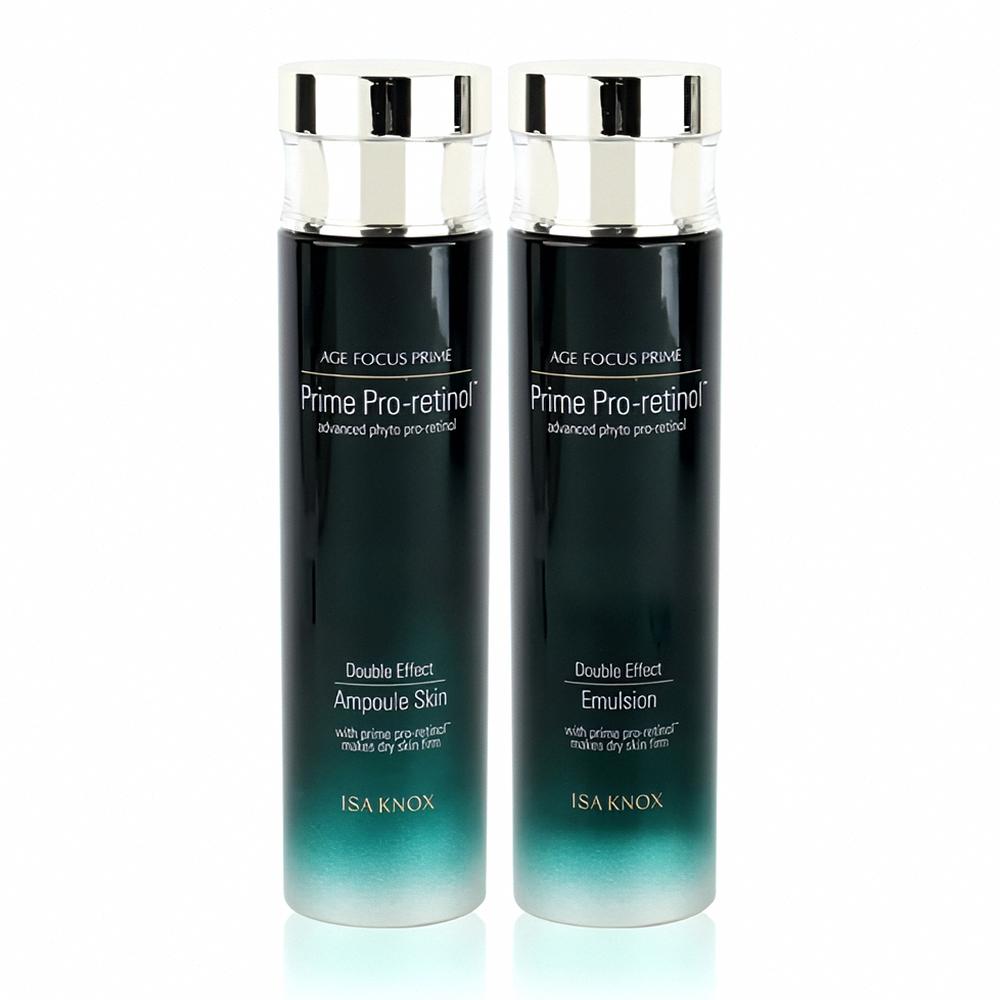 AGE FOCUS PRIME
Prime Pro-retinol™
advanced phyto pro-retinol
Double Effect
Ampoule Skin
with prime pro-retinol™
makes dry skin firm
ISA KNOX
AGE FOCUS PRIME
Prime Pro-retinol™
advanced phyto pro-retinol
Double Effect
Emulsion
with prime pro-retinol™
makes dry skin firm
ISA KNOX